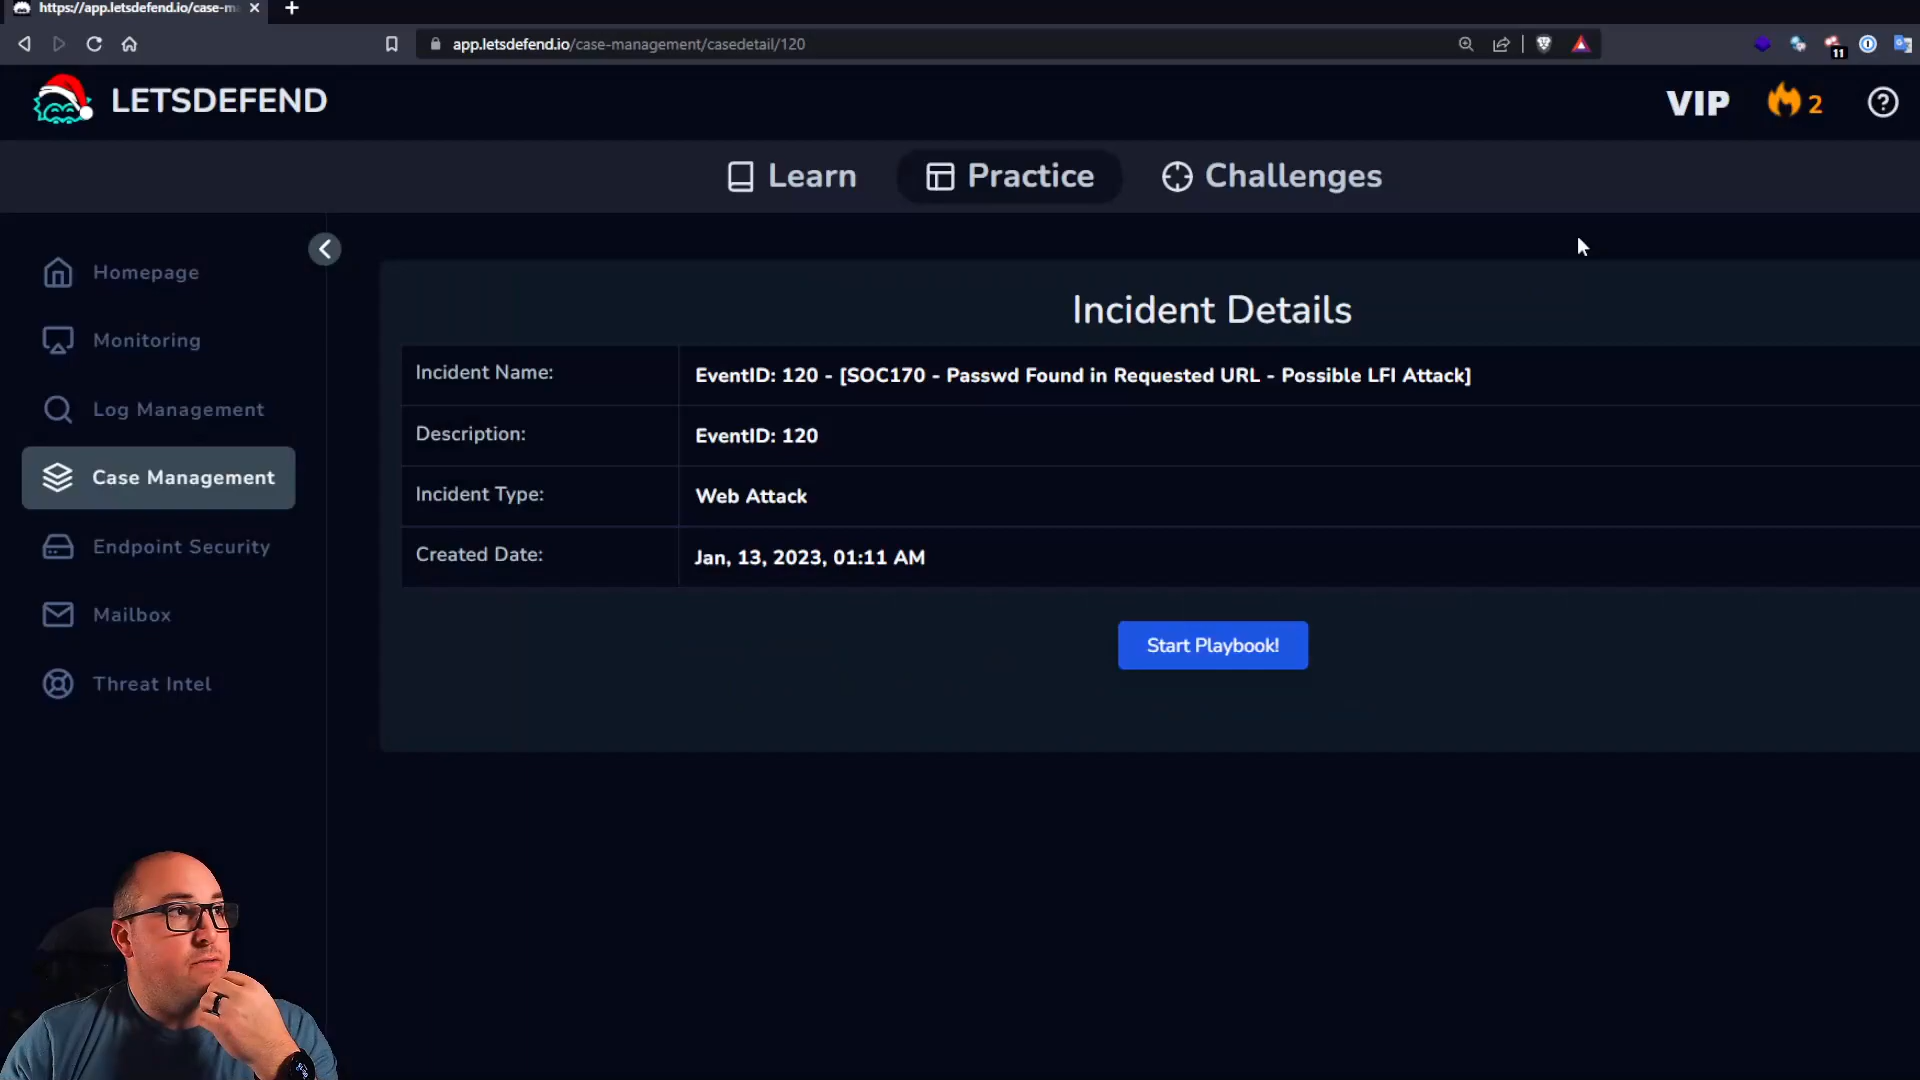 https://app.letsdefend.io/case-m
app.letsdefend.io/case-management/casedetail/120
11
LETSDEFEND
VIP
2
Learn
Practice
Challenges
Homepage
Monitoring
Log Management
Case Management
Endpoint Security
Mailbox
Threat Intel
Incident Details
Incident Name:
EventID: 120 - [SOC170 - Passwd Found in Requested URL - Possible LFI Attack]
Description:
EventID: 120
Incident Type:
Web Attack
Created Date:
Jan, 13, 2023, 01:11 AM
Start Playbook!